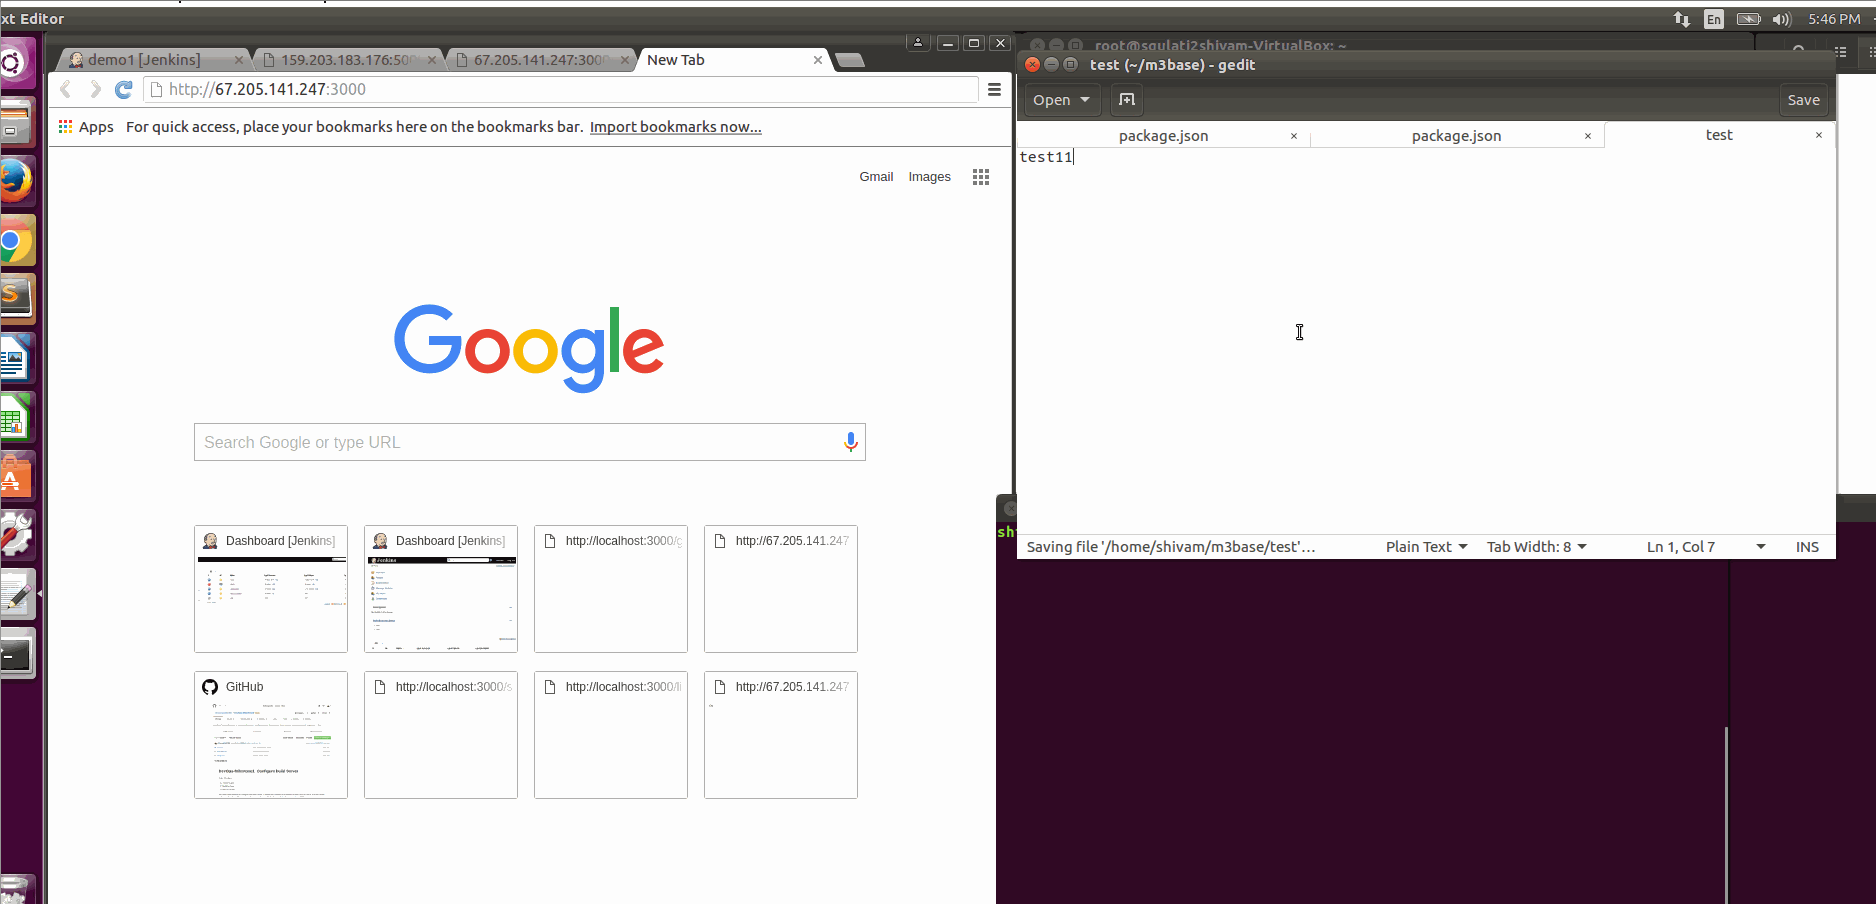 xt Editor
En
5:46 PM
demo1 [Jenkins]
159.203.183.176:500
67.205.141.247:3000
New Tab
http://67.205.141.247:3000
Apps
For quick access, place your bookmarks here on the bookmarks bar. Import bookmarks now...
Gmail
Images
Google
Search Google or type URL
Dashboard [Jenkins]
Dashboard [Jenkins]
http://localhost:3000/g
http://67.205.141.247
GitHub
http://localhost:3000/s
http://localhost:3000/li
http://67.205.141.247
root@sgulati2shivam-VirtualBox: ~
test (~/m3base) - gedit
Open
Save
package.json
package.json
test
test11
Saving file '/home/shivam/m3base/test'...
Plain Text
Tab Width: 8
Ln 1, Col 7
INS
sh